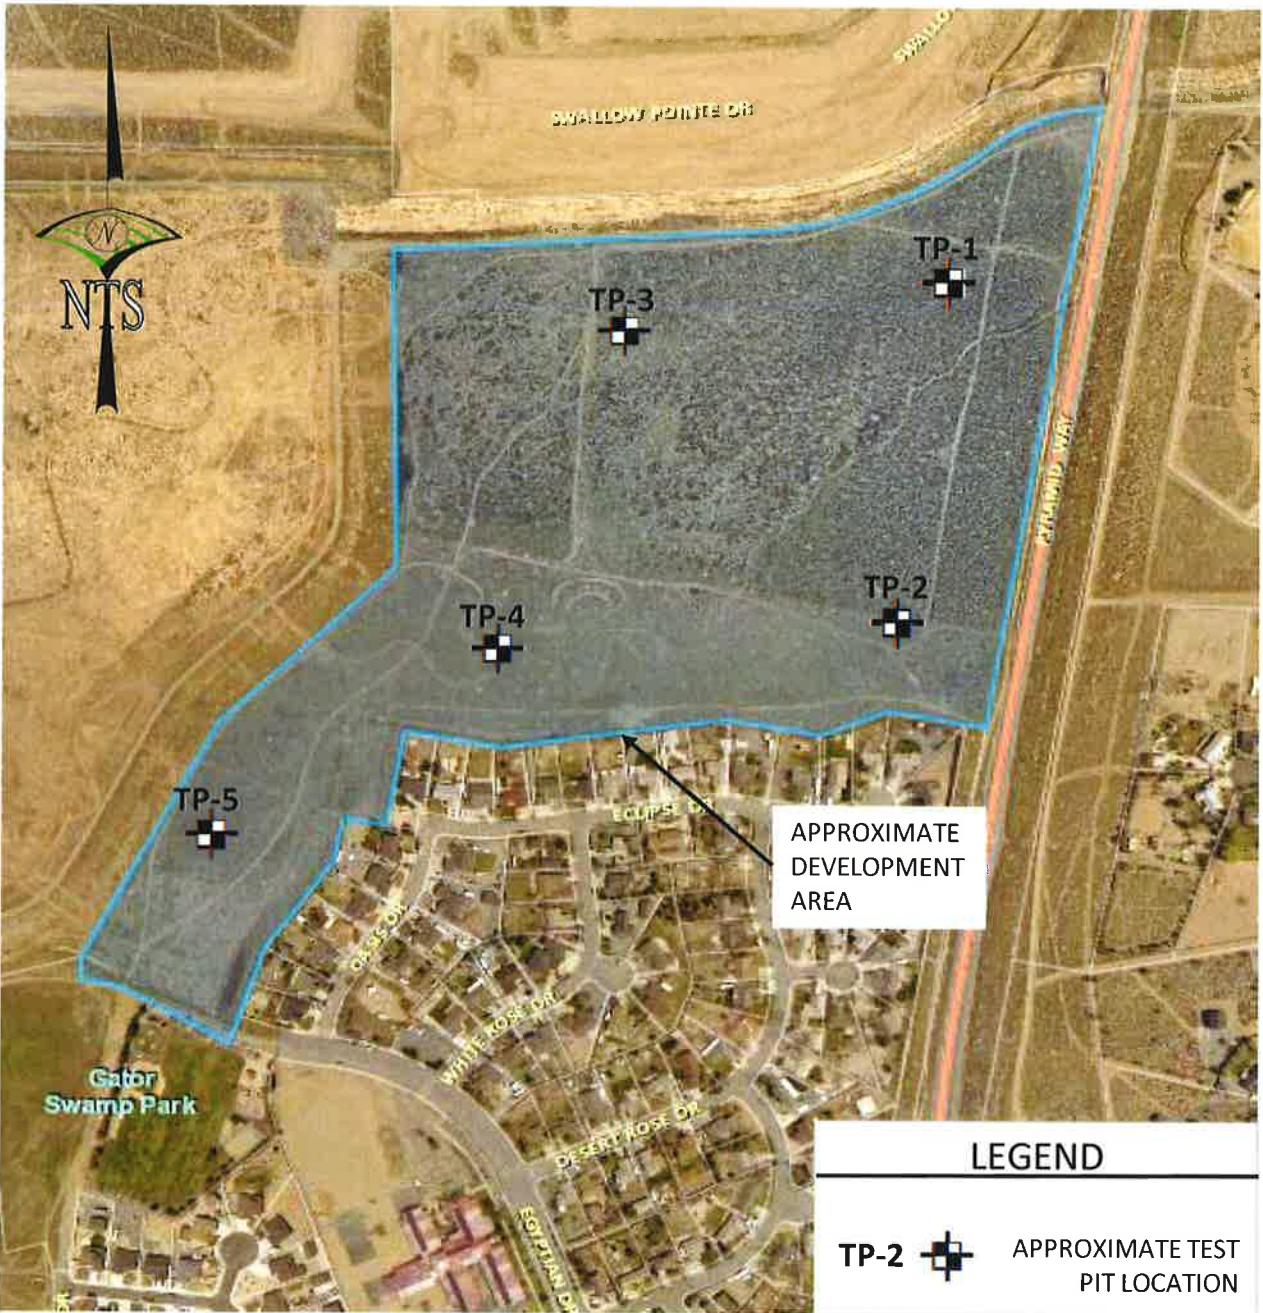 SWALLOW POINTE DR
N
NTS
TP-1
TP-3
PYRAMID WAY
TP-2
TP-4
TP-5
ECLIPSE
APPROXIMATE
DEVELOPMENT
AREA
OASIS DR
WHITE ROSE DR
Gator
Swamp Park
DESERT ROSE DR
EGYPTIAN DR
DR
LEGEND
TP-2
APPROXIMATE TEST
PIT LOCATION